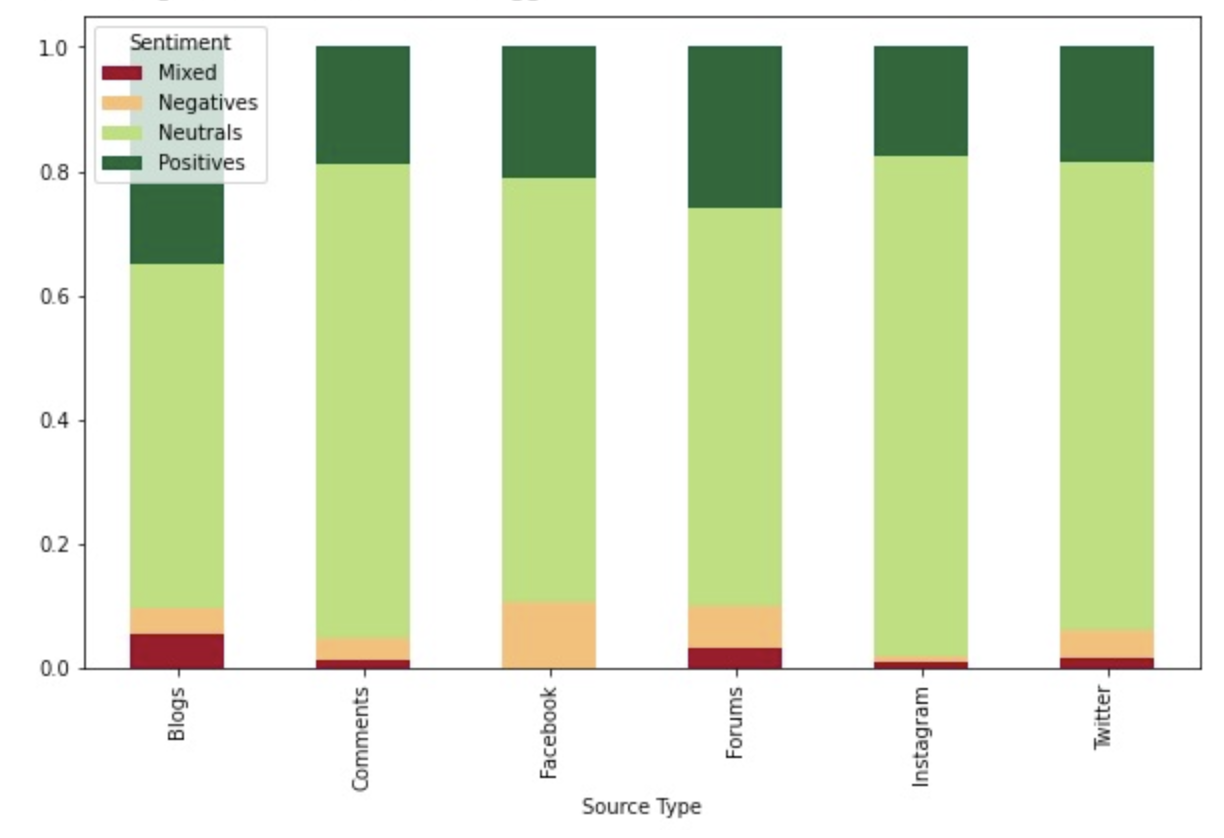 Sentiment
Mixed
Negatives
Neutrals
Positives
1.0
0.8
0.6
0.4
0.2
0.0
Blogs
Comments
Facebook
Forums
Instagram
Twitter
Source Type